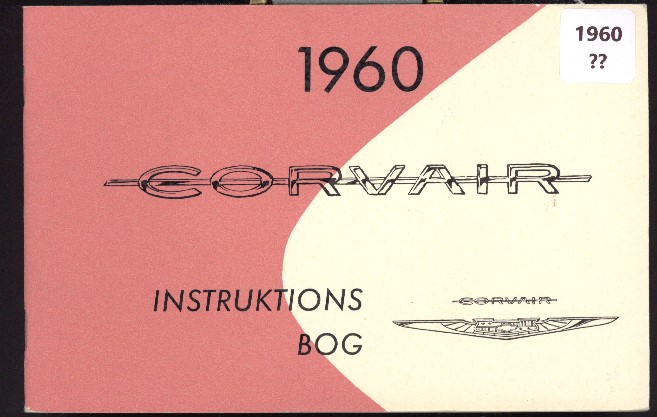 1960
1960
??
CORVAIR
INSTRUKTIONS
BOG
CORVAIR